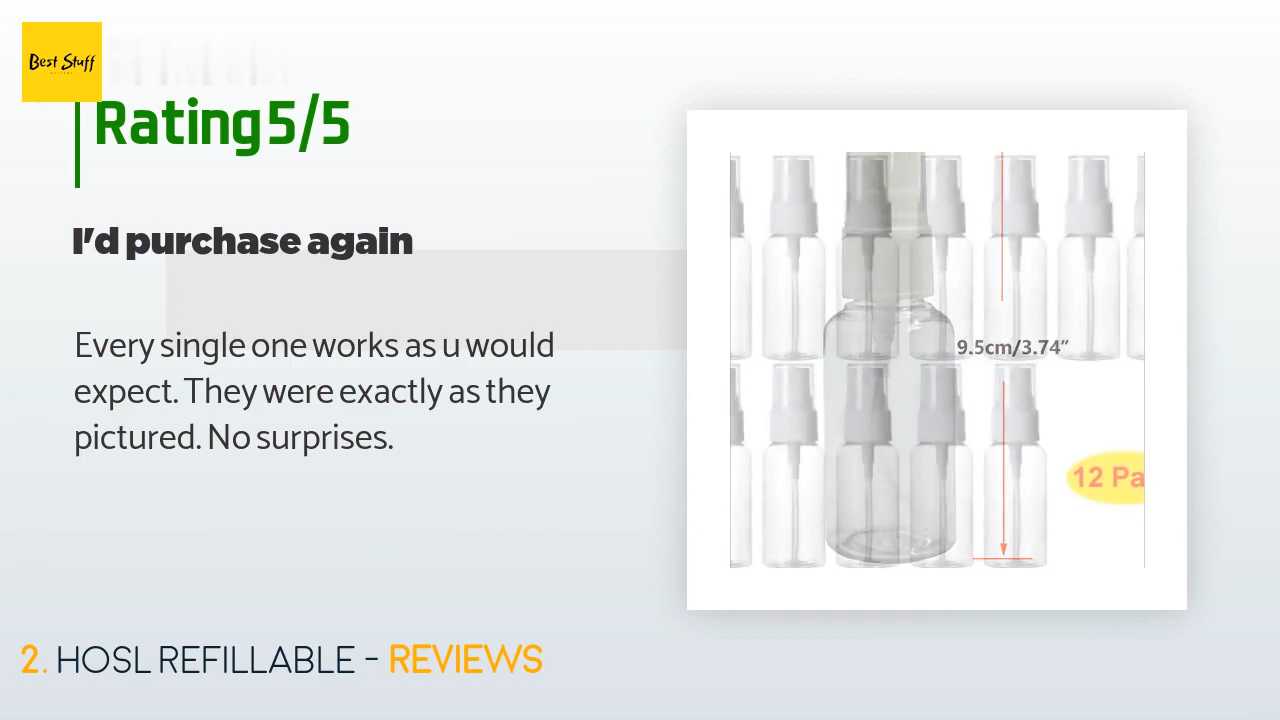 Best Stuff
Rating 5/5
I'd purchase again
Every single one works as u would
expect. They were exactly as they
pictured. No surprises.
9.5cm/3.74”
12 Pa
2. HOSL REFILLABLE - REVIEWS